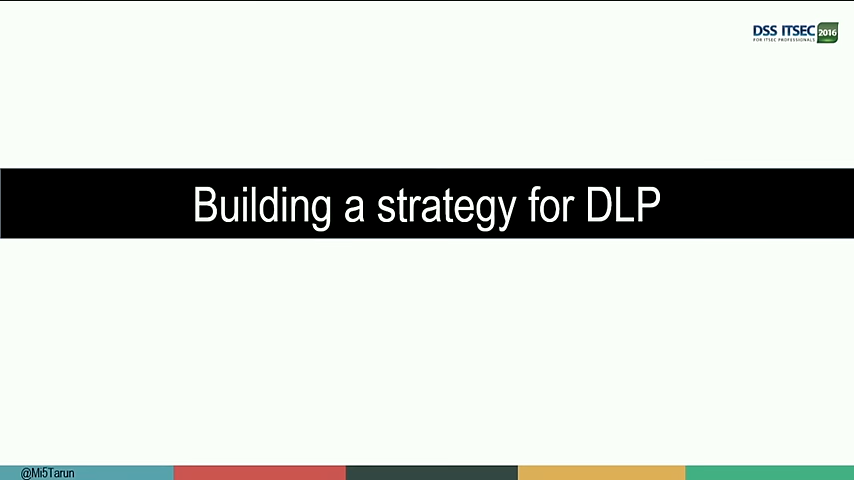 DSS ITSEC 2016
FOR ITSEC PROFESSIONALS
Building a strategy for DLP
@Mi5Tarun